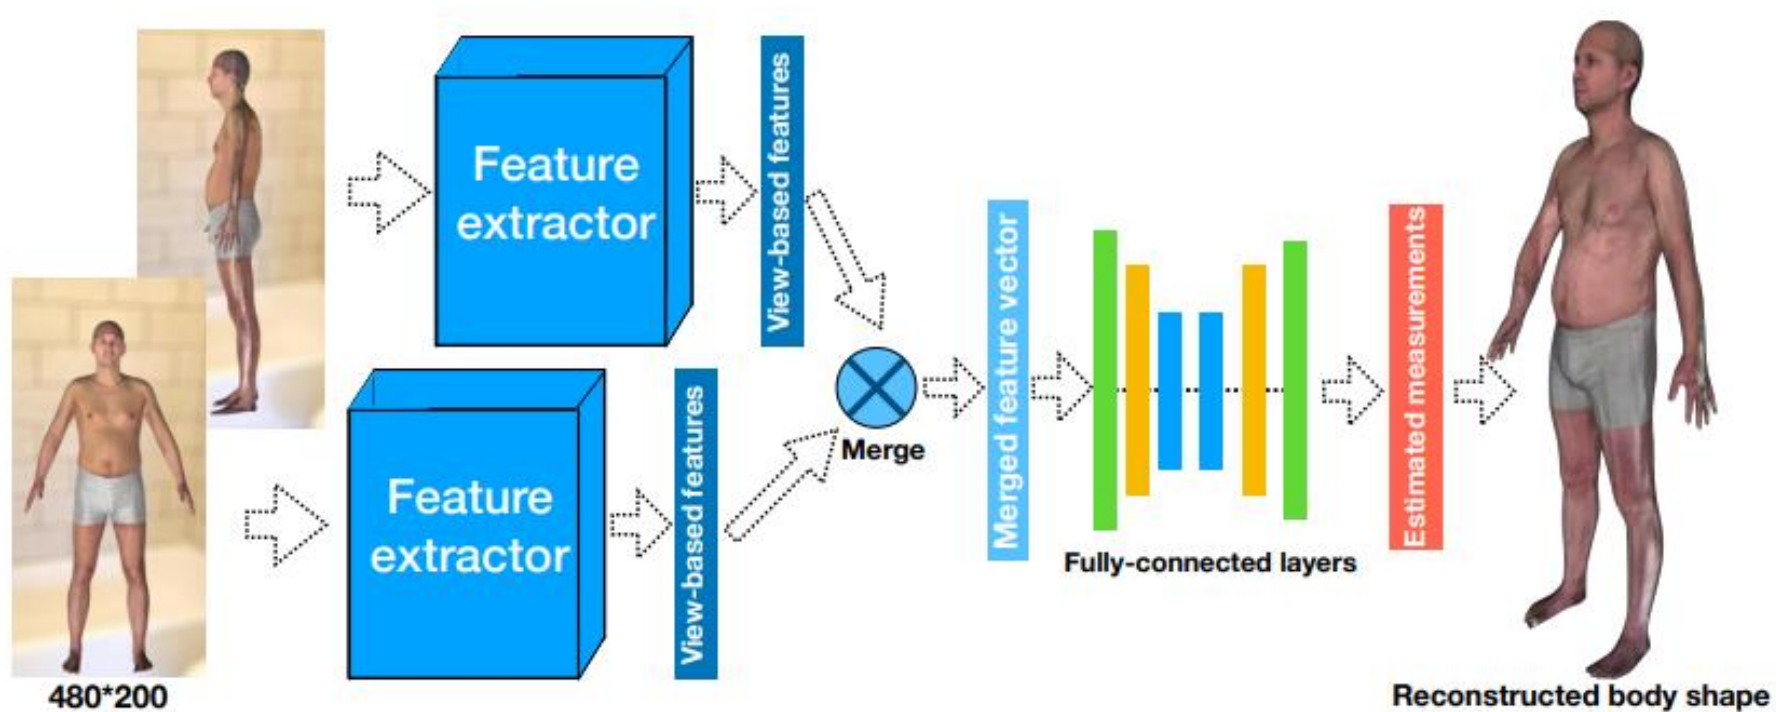 Feature
extractor
View-based features
480*200
Feature
extractor
View-based features
Merge
Merged feature vector
Fully-connected layers
Estimated measurements
Reconstructed body shape